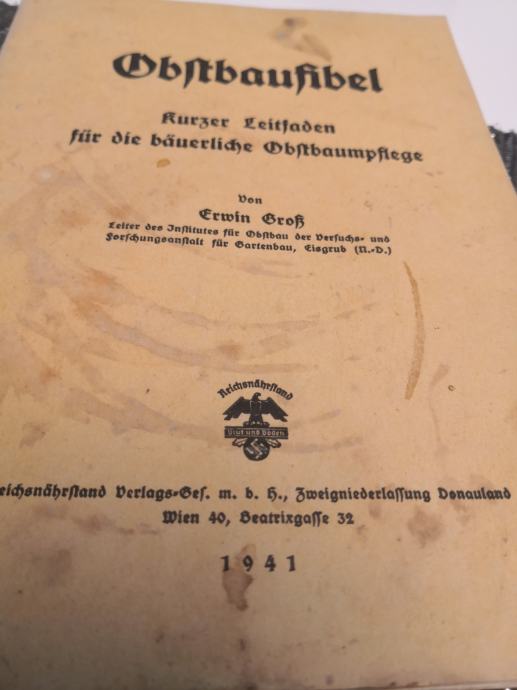 Obstbaufibel
Kurzer Leitfaden
für die bäuerliche Obstbaumpflege
Von
Erwin Groß
Leiter des Institutes für Obstbau der Versuchs- und
Forschungsanstalt für Gartenbau, Eisgrub (N.-D.)
Reichsnährstand
Blut und Boden
eichsnährstand Verlags-Ges. m. b. H., Zweigniederlassung Donauland
Wien 40, Beatrixgasse 32
1941